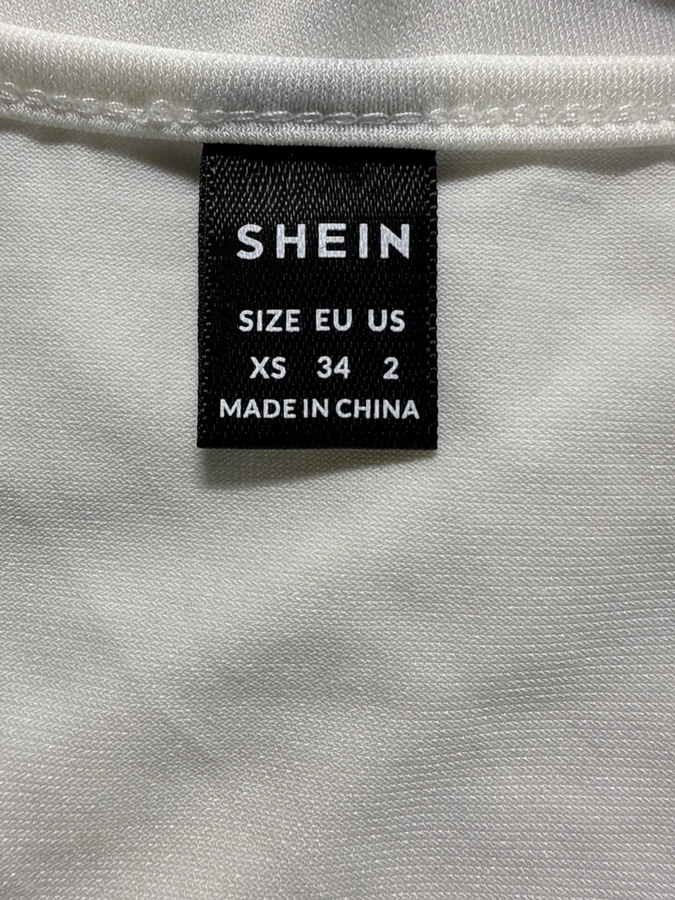 SHEIN
SIZE EU US
XS 34 2
MADE IN CHINA